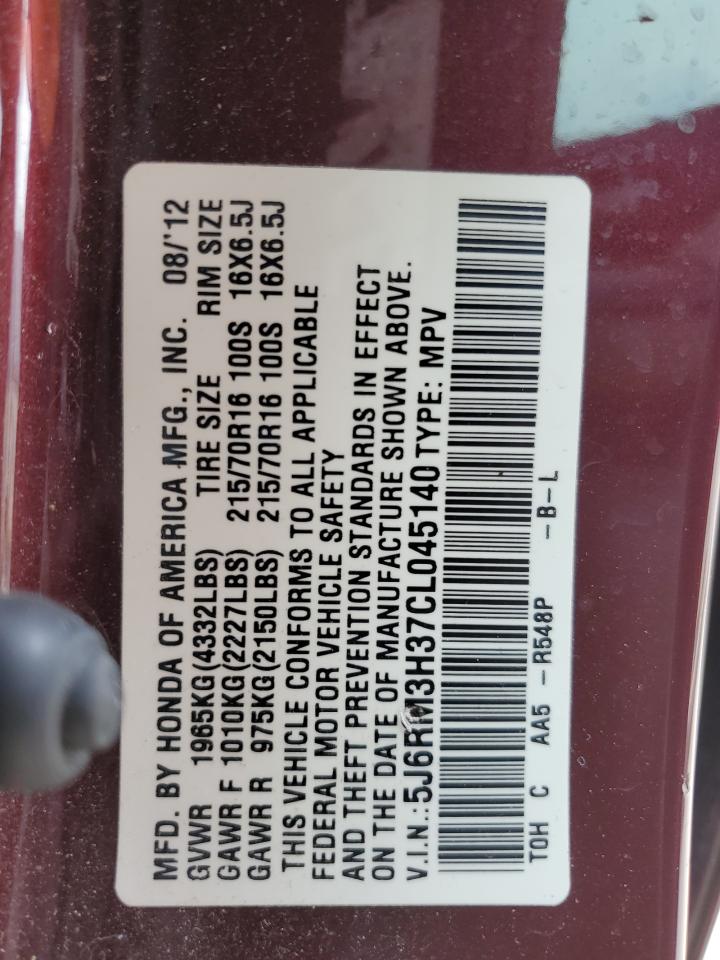 MFD. BY HONDA OF AMERICA MFG., INC. 08/'12
GVWR 1965KG(4332LBS) TIRE SIZE RIM SIZE
GAWR F 1010KG(2227LBS) 215/70R16 100S 16X6.5J
GAWR R 975KG(2150LBS) 215/70R16 100S 16X6.5J
THIS VEHICLE CONFORMS TO ALL APPLICABLE
FEDERAL MOTOR VEHICLE SAFETY
AND THEFT PREVENTION STANDARDS IN EFFECT
ON THE DATE OF MANUFACTURE SHOWN ABOVE.
V.I.N.:5J6RM3H37CL045140 TYPE: MPV
TOH C AA5 -R548P -B-L